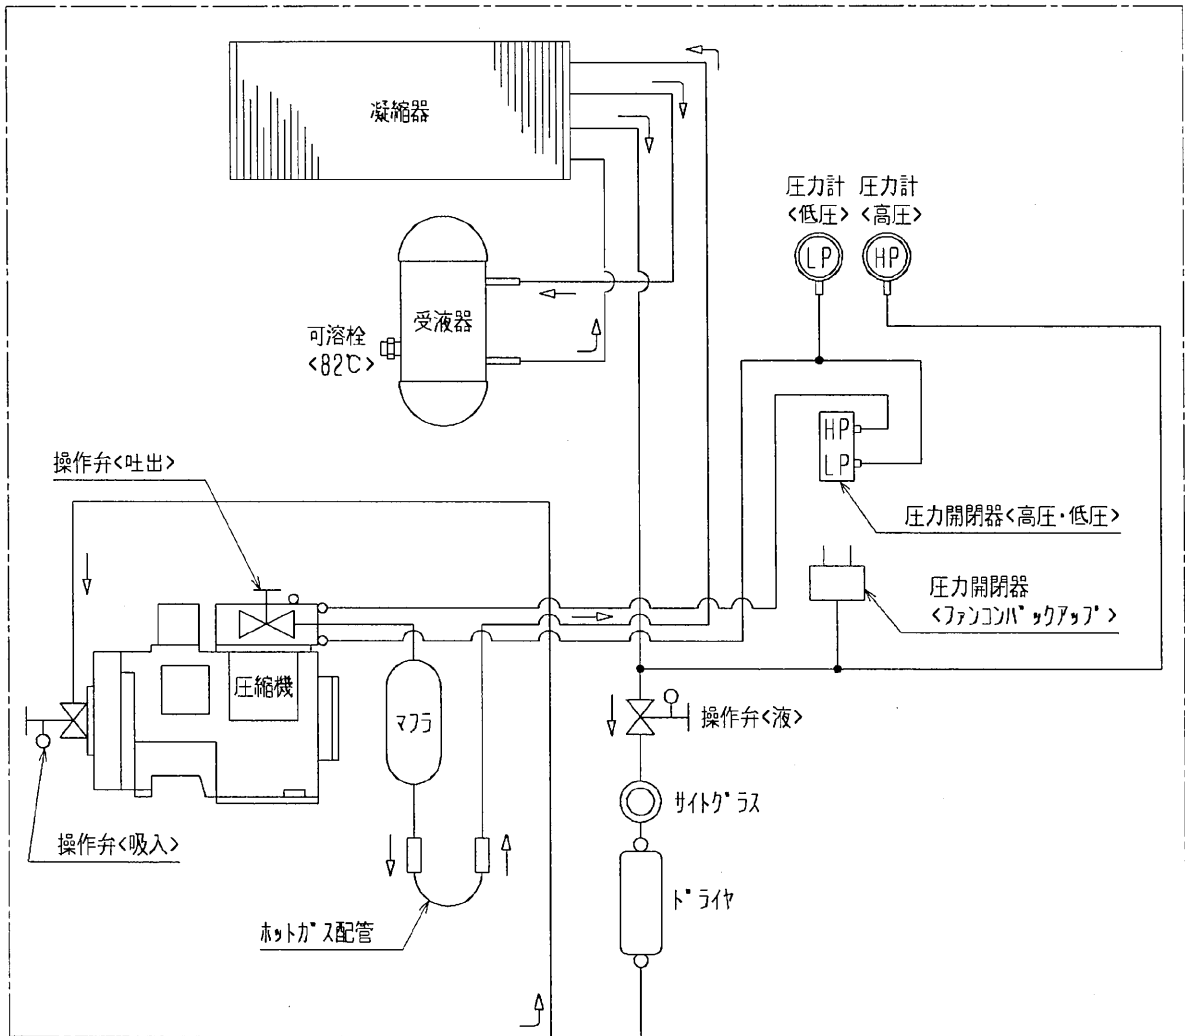 凝縮器
圧力計
<低圧>
圧力計
<高圧>
LP
HP
受液器
可溶栓
<82℃>
HP
LP
操作弁<吐出>
圧力開閉器<高圧・低圧>
圧力開閉器
<ファンコンバックアップ>
圧縮機
マフラ
操作弁<液>
サイトグラス
操作弁<吸入>
ドライヤ
ホットガス配管